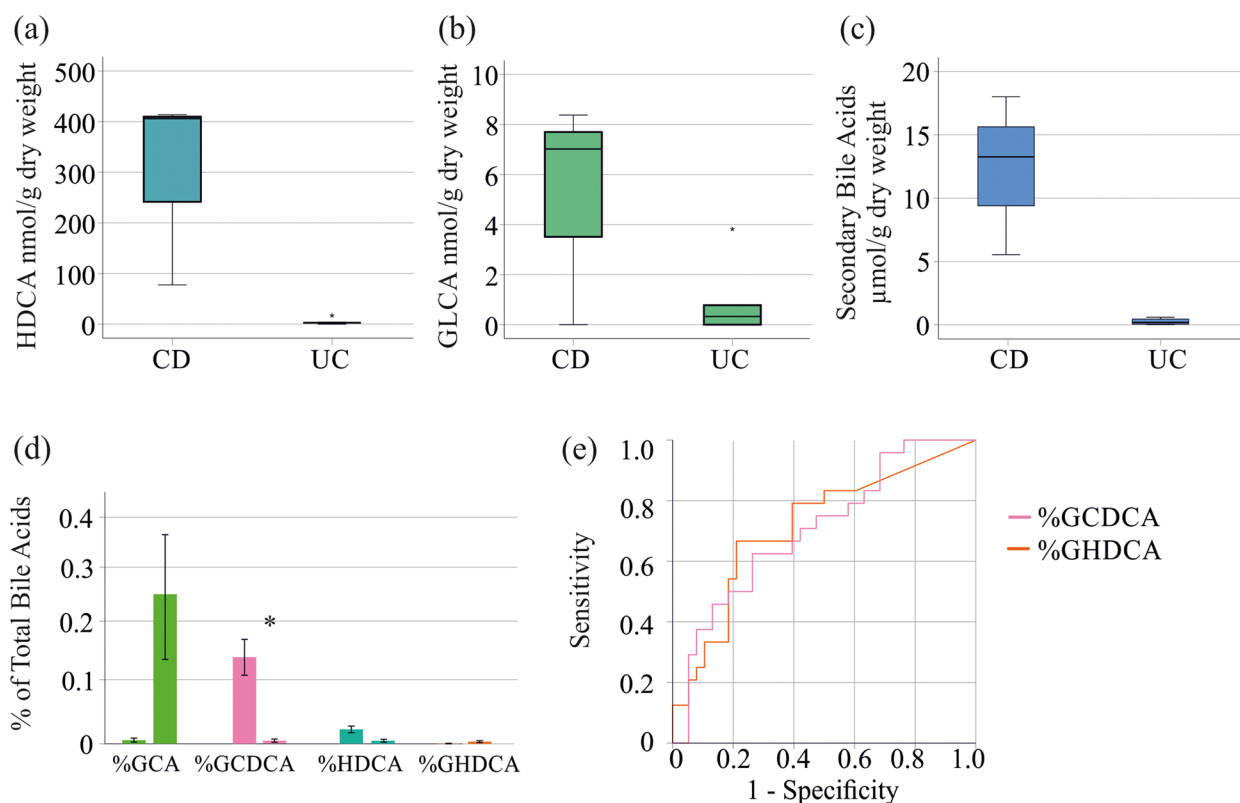 (a)
HDCA nmol/g dry weight
500
400
300
200
100
0
CD
UC
*
(b)
GLCA nmol/g dry weight
10
8
6
4
2
0
CD
UC
*
(c)
Secondary Bile Acids
µmol/g dry weight
20
15
10
5
0
CD
UC
(d)
% of Total Bile Acids
0.4
0.3
0.2
0.1
0
*
%GCA
%GCDCA
%HDCA
%GHDCA
(e)
Sensitivity
1.0
0.8
0.6
0.4
0.2
0
0
0.2
0.4
0.6
0.8
1.0
1 - Specificity
%GCDCA
%GHDCA